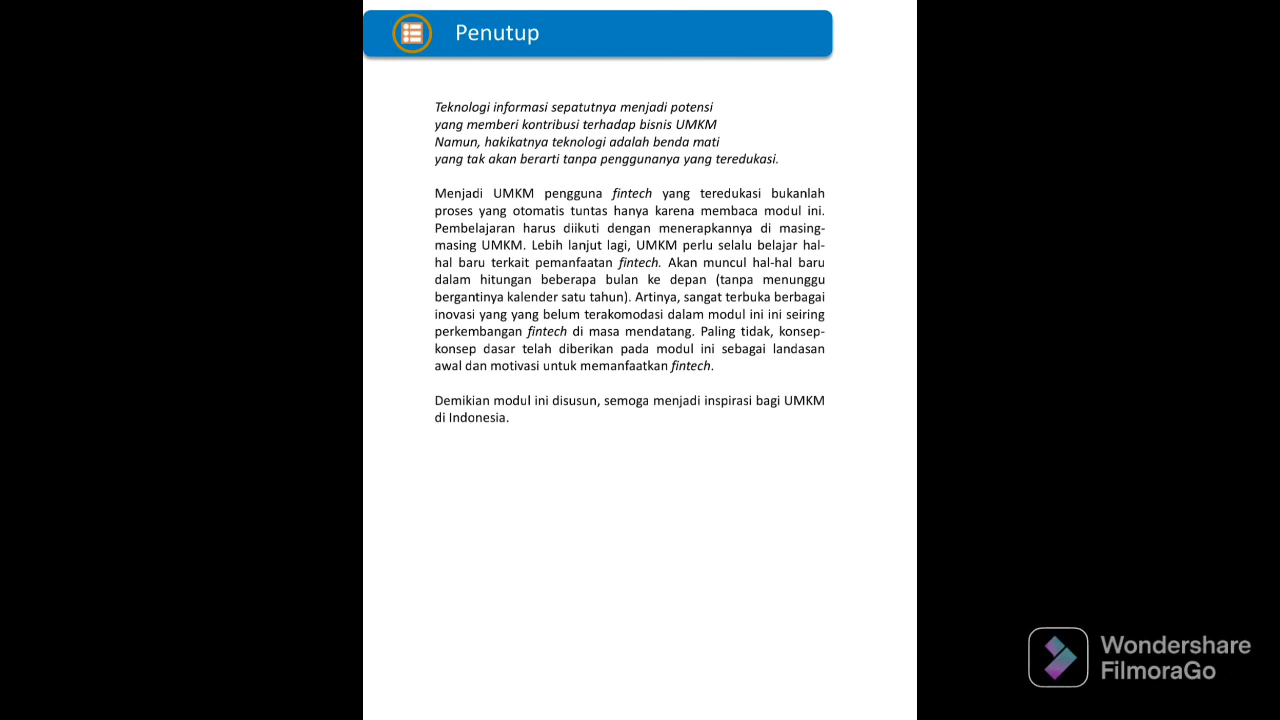 Penutup
Teknologi informasi sepatutnya menjadi potensi
yang memberi kontribusi terhadap bisnis UMKM
Namun, hakikatnya teknologi adalah benda mati
yang tak akan berarti tanpa penggunanya yang teredukasi.
Menjadi UMKM pengguna fintech yang teredukasi bukanlah
proses yang otomatis tuntas hanya karena membaca modul ini.
Pembelajaran harus diikuti dengan menerapkannya di masing-
masing UMKM. Lebih lanjut lagi, UMKM perlu selalu belajar hal-
hal baru terkait pemanfaatan fintech. Akan muncul hal-hal baru
dalam hitungan beberapa bulan ke depan (tanpa menunggu
bergantinya kalender satu tahun). Artinya, sangat terbuka berbagai
inovasi yang yang belum terakomodasi dalam modul ini ini seiring
perkembangan fintech di masa mendatang. Paling tidak, konsep-
konsep dasar telah diberikan pada modul ini sebagai landasan
awal dan motivasi untuk memanfaatkan fintech.
Demikian modul ini disusun, semoga menjadi inspirasi bagi UMKM
di Indonesia.
Wondershare
FilmoraGo